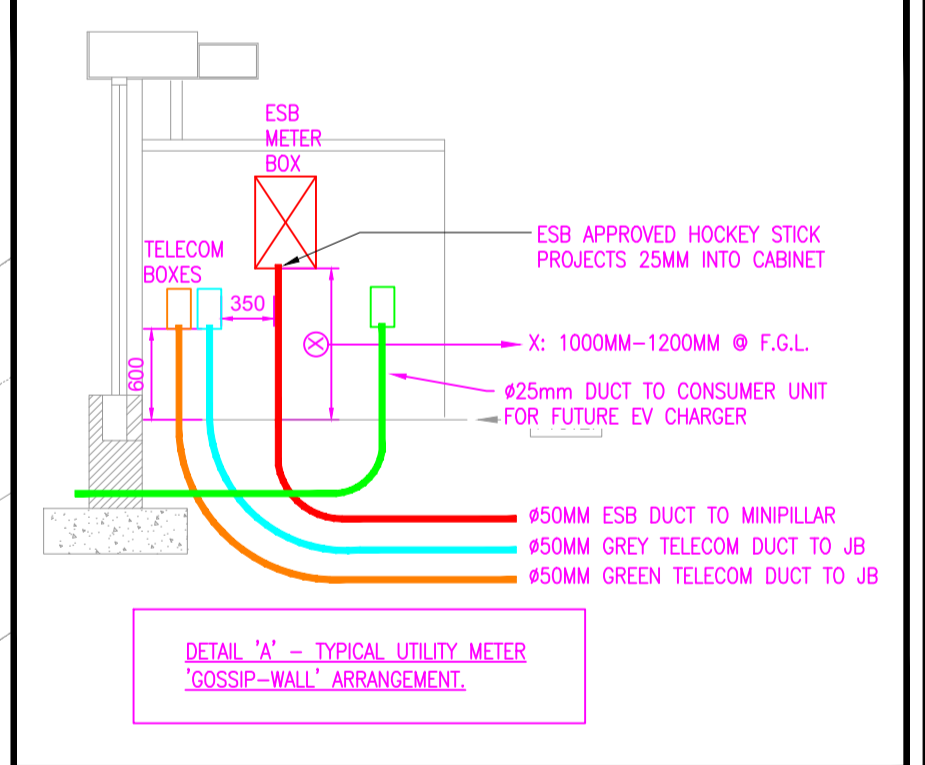 ESB
METER
BOX
ESB APPROVED HOCKEY STICK
PROJECTS 25MM INTO CABINET
TELECOM
BOXES
350
X
X: 1000MM-1200MM @ F.G.L.
600
ø25mm DUCT TO CONSUMER UNIT
FOR FUTURE EV CHARGER
ø50MM ESB DUCT TO MINIPILLAR
ø50MM GREY TELECOM DUCT TO JB
ø50MM GREEN TELECOM DUCT TO JB
DETAIL 'A' - TYPICAL UTILITY METER
'GOSSIP-WALL' ARRANGEMENT.